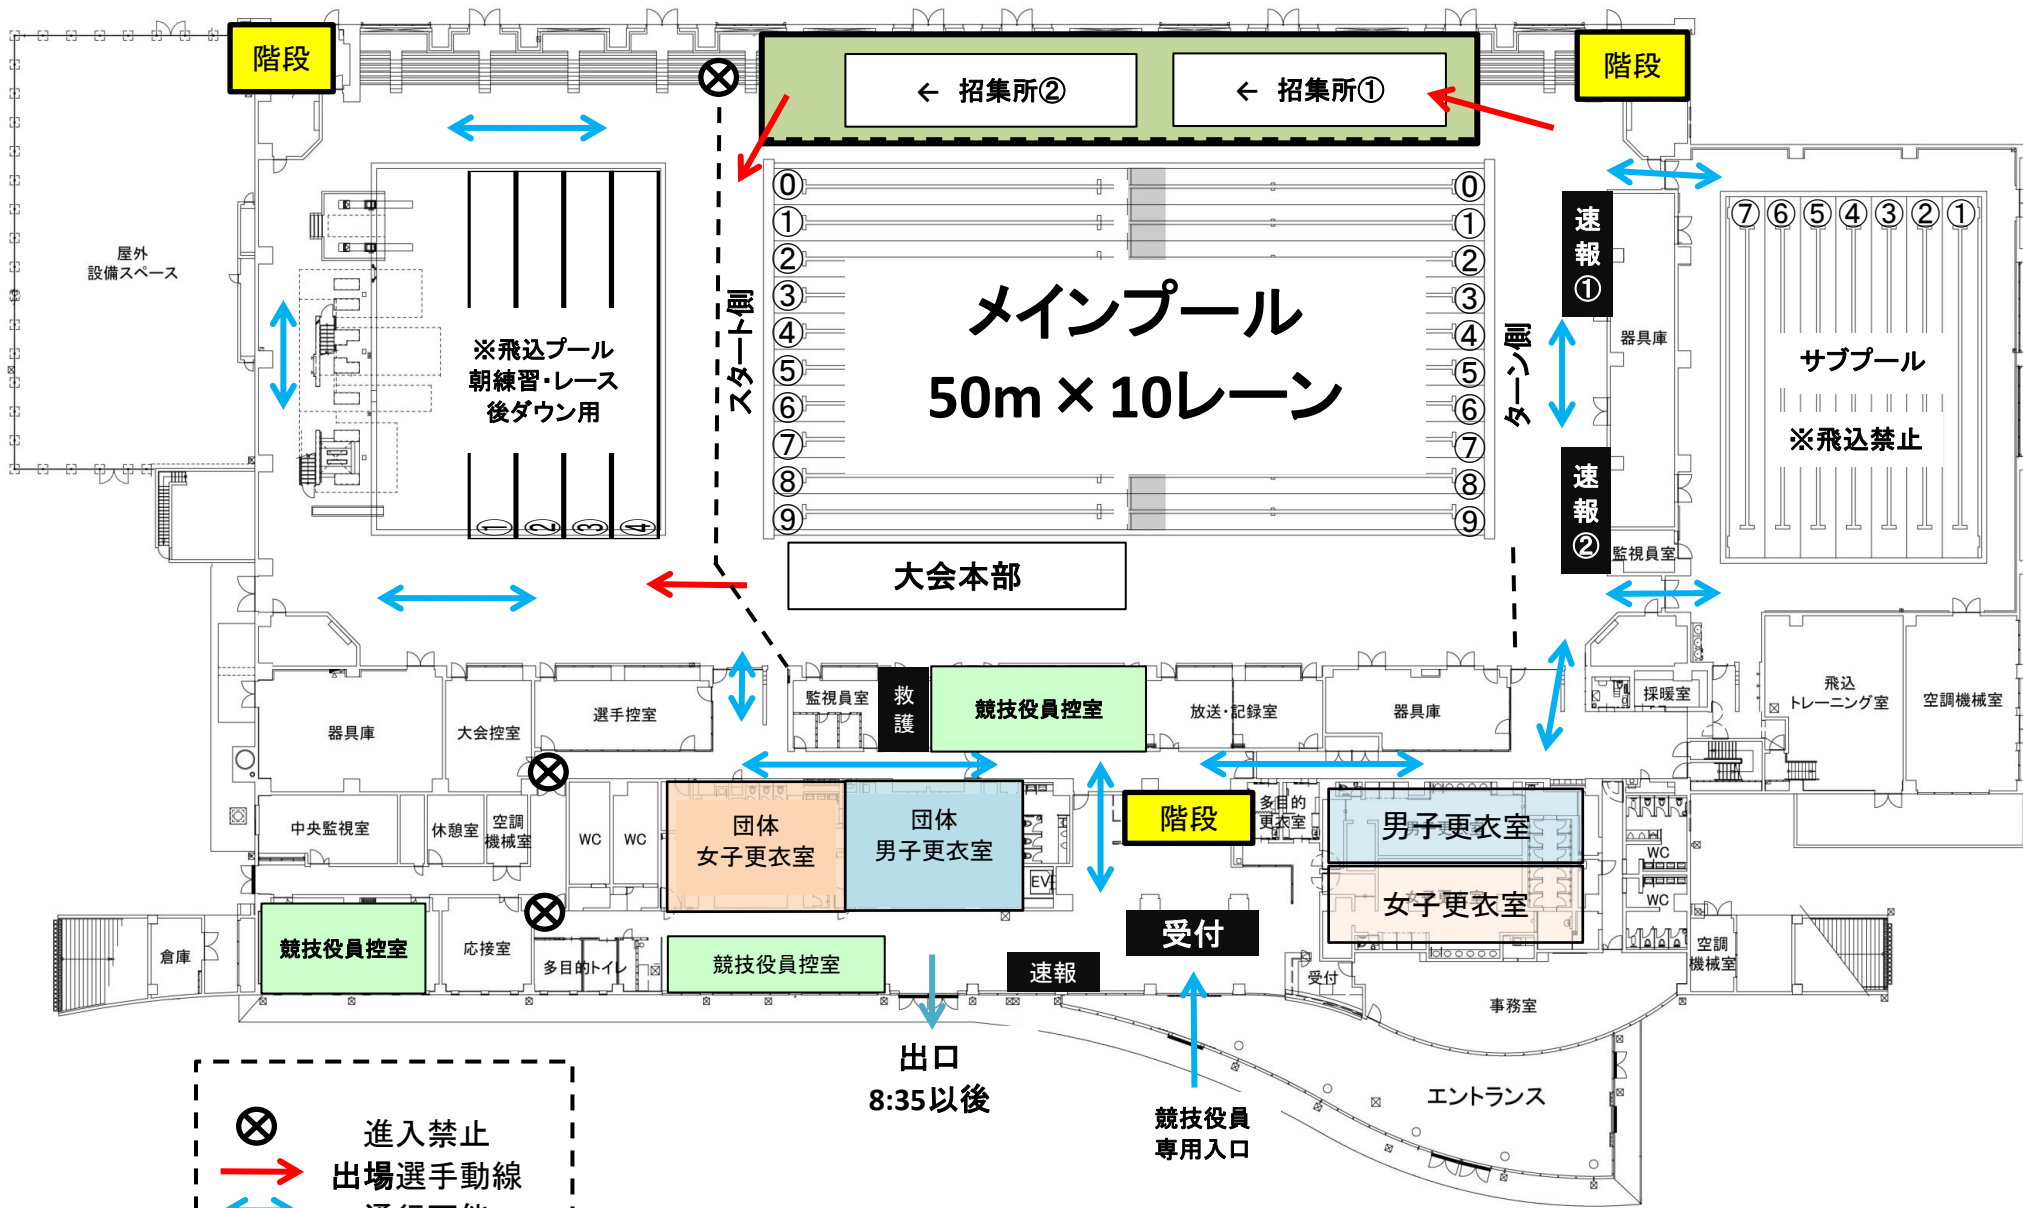 階段
← 招集所②
← 招集所①
階段
屋外
設備スペース
※飛込プール
朝練習・レース
後ダウン用
① ② ③ ④
スタート側
⓪
①
②
③
④
⑤
⑥
⑦
⑧
⑨
メインプール
50m × 10レーン
⓪
①
②
③
④
⑤
⑥
⑦
⑧
⑨
ターン側
速報①
速報②
器具庫
監視員室
⑦ ⑥ ⑤ ④ ③ ② ①
サブプール
※飛込禁止
大会本部
器具庫
大会控室
選手控室
監視員室
救護
競技役員控室
放送・記録室
器具庫
採暖室
飛込
トレーニング室
空調機械室
中央監視室
休憩室
空調
機械室
WC
WC
団体
女子更衣室
団体
男子更衣室
EV
階段
多目的
更衣室
男子更衣室
女子更衣室
WC
WC
倉庫
競技役員控室
応接室
多目的トイレ
競技役員控室
速報
受付
受付
事務室
空調
機械室
出口
8:35以後
競技役員
専用入口
エントランス
進入禁止
出場選手動線